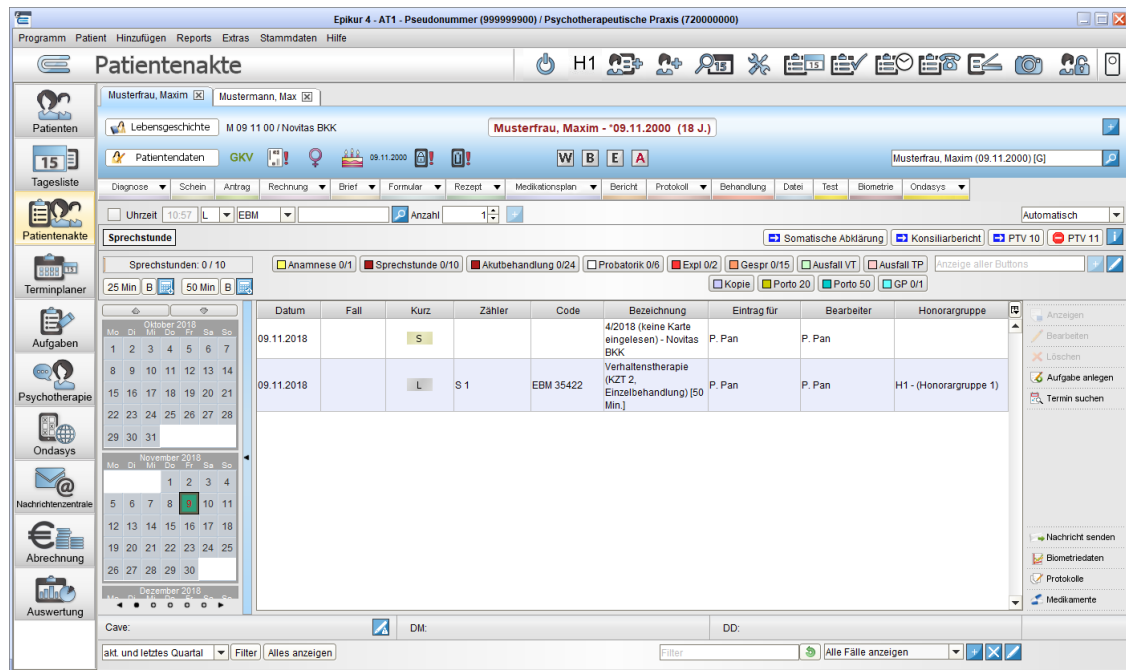 Epikur 4 - AT1 - Pseudonummer (999999900) / Psychotherapeutische Praxis (720000000)
Programm Patient Hinzufügen Reports Extras Stammdaten Hilfe
Patientenakte H1 15 15
Musterfrau, Maxim Mustermann, Max
Patienten
Lebensgeschichte M 09 11 00 / Novitas BKK Musterfrau, Maxim - *09.11.2000 (18 J.)
Patientendaten GKV 09.11.2000 W B E A Musterfrau, Maxim (09.11.2000) [G]
15
Tagesliste
Diagnose Schein Antrag Rechnung Brief Formular Rezept Medikationsplan Bericht Protokoll Behandlung Datei Test Biometrie Ondasys
Uhrzeit 10:57 L EBM Anzahl 1 Automatisch
Patientenakte
Sprechstunde Somatische Abklärung Konsiliarbericht PTV 10 PTV 11
Sprechstunden: 0 / 10 Anamnese 0/1 Sprechstunde 0/10 Akutbehandlung 0/24 Probatorik 0/6 Expl 0/2 Gespr 0/15 Ausfall VT Ausfall TP Anzeige aller Buttons
25 Min B 50 Min B Kopie Porto 20 Porto 50 GP 0/1
Terminplaner
Datum Fall Kurz Zähler Code Bezeichnung Eintrag für Bearbeiter Honorargruppe
09.11.2018 S 4/2018 (keine Karte
eingelesen) - Novitas
BKK P. Pan P. Pan
09.11.2018 L S 1 EBM 35422 Verhaltenstherapie
(KZT 2,
Einzelbehandlung) [50
Min.] P. Pan P. Pan H1 - (Honorargruppe 1)
Anzeigen
Bearbeiten
Löschen
Aufgabe anlegen
Termin suchen
Oktober 2018
Mo Di Mi Do Fr Sa So
1 2 3 4 5 6 7
8 9 10 11 12 13 14
15 16 17 18 19 20 21
22 23 24 25 26 27 28
29 30 31
November 2018
Mo Di Mi Do Fr Sa So
1 2 3 4
5 6 7 8 9 10 11
12 13 14 15 16 17 18
19 20 21 22 23 24 25
26 27 28 29 30
Dezember 2018
Aufgaben
Psychotherapie
Ondasys
Nachrichtenzentrale
Abrechnung
Auswertung
Nachricht senden
Biometriedaten
Protokolle
Medikamente
Cave: DM: DD:
akt. und letztes Quartal Filter Alles anzeigen Filter Alle Fälle anzeigen